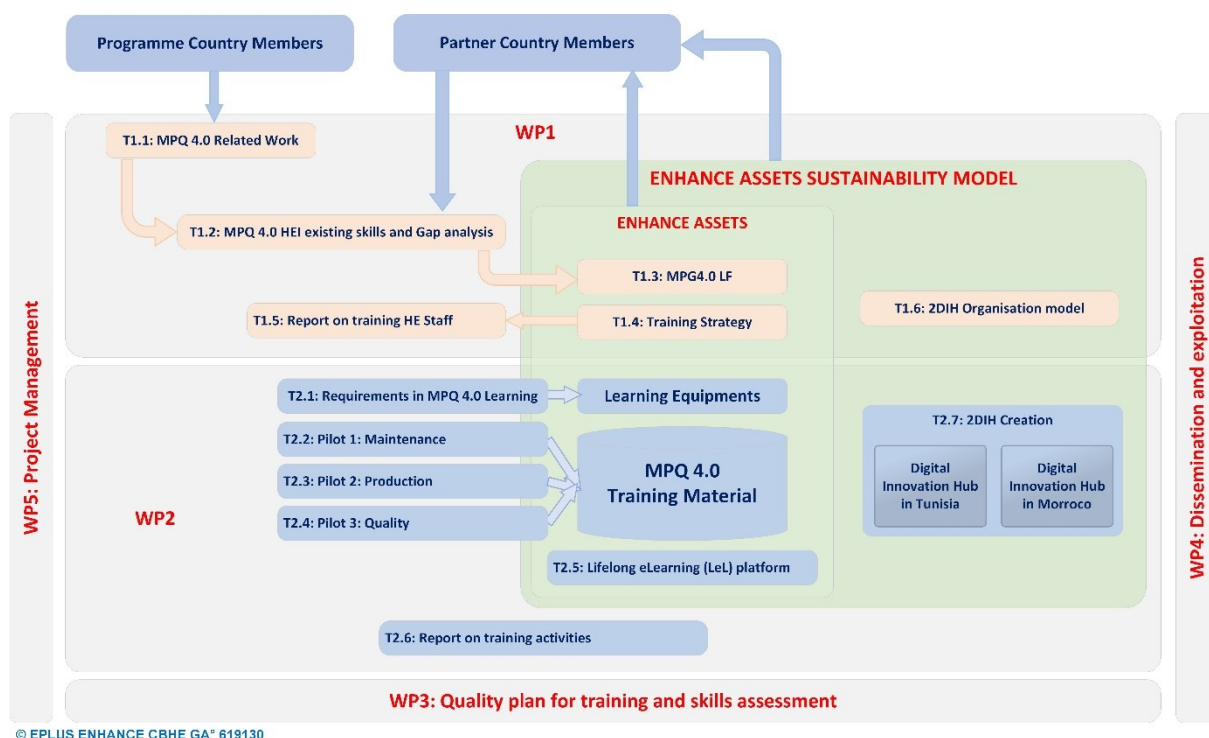 Programme Country Members
Partner Country Members
WP1
T1.1: MPQ 4.0 Related Work
ENHANCE ASSETS SUSTAINABILITY MODEL
ENHANCE ASSETS
T1.2: MPQ 4.0 HEI existing skills and Gap analysis
T1.3: MPG4.0 LF
T1.6: 2DIH Organisation model
T1.5: Report on training HE Staff
T1.4: Training Strategy
WP5: Project Management
WP4: Dissemination and exploitation
WP2
T2.1: Requirements in MPQ 4.0 Learning
Learning Equipments
T2.2: Pilot 1: Maintenance
T2.3: Pilot 2: Production
T2.4: Pilot 3: Quality
MPQ 4.0
Training Material
T2.7: 2DIH Creation
Digital
Innovation Hub
in Tunisia
Digital
Innovation Hub
in Morroco
T2.5: Lifelong eLearning (LeL) platform
T2.6: Report on training activities
WP3: Quality plan for training and skills assessment
© EPLUS ENHANCE CBHE GA° 619130